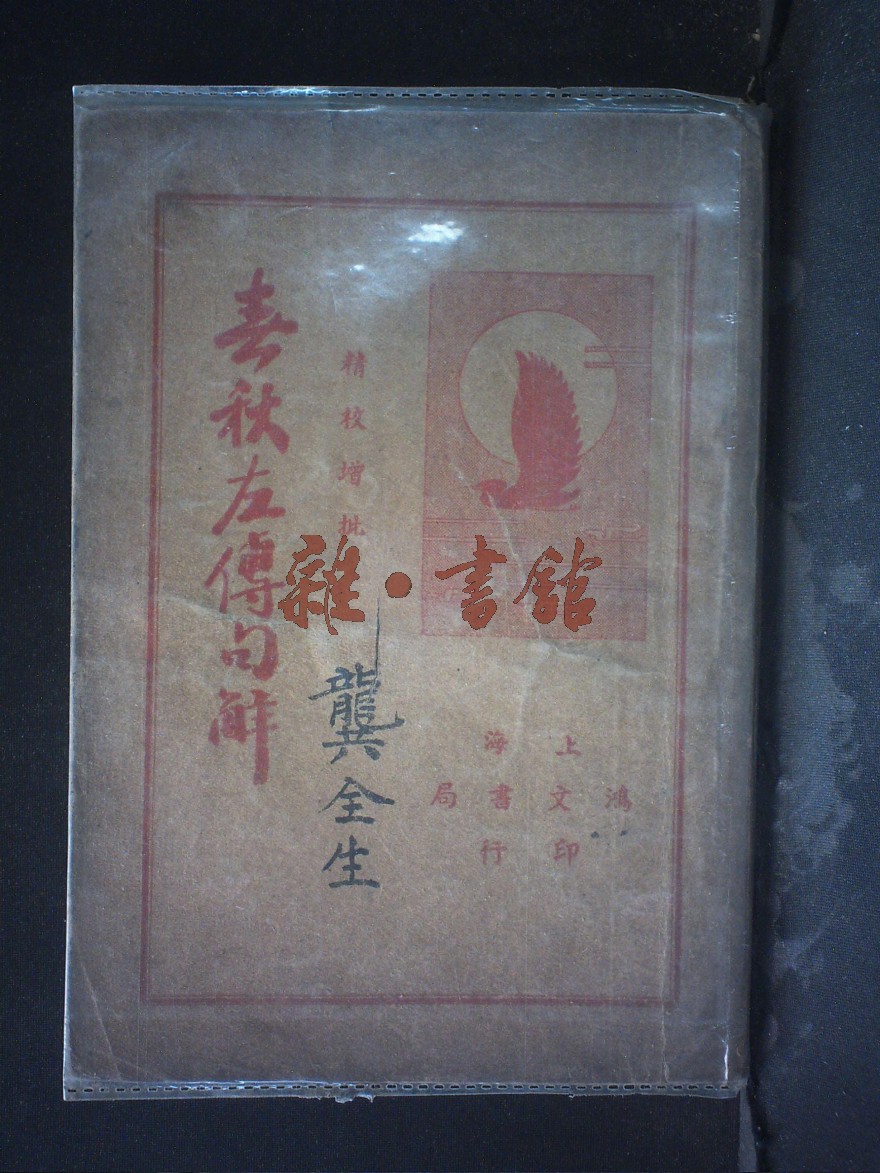 上海
鴻文書局
印行
精校增批
春秋左傳句解
龔全生
雜·書館